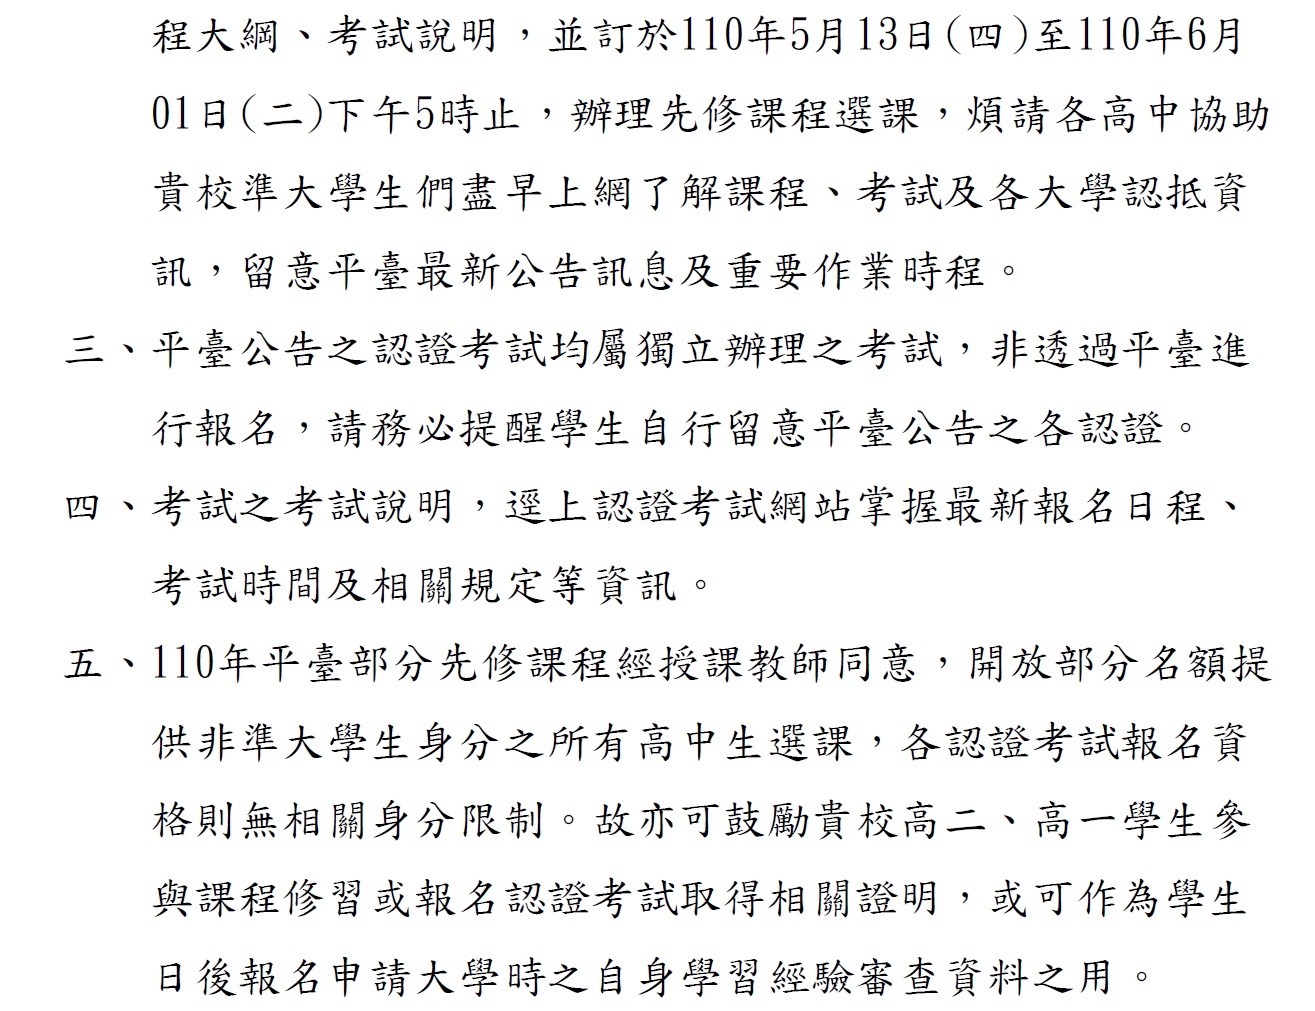 程大綱、考試說明，並訂於110年5月13日(四)至110年6月
01日(二)下午5時止，辦理先修課程選課，煩請各高中協助
貴校準大學生們盡早上網了解課程、考試及各大學認抵資
訊，留意平臺最新公告訊息及重要作業時程。
三、平臺公告之認證考試均屬獨立辦理之考試，非透過平臺進
行報名，請務必提醒學生自行留意平臺公告之各認證。
四、考試之考試說明，逕上認證考試網站掌握最新報名日程、
考試時間及相關規定等資訊。
五、110年平臺部分先修課程經授課教師同意，開放部分名額提
供非準大學生身分之所有高中生選課，各認證考試報名資
格則無相關身分限制。故亦可鼓勵貴校高二、高一學生參
與課程修習或報名認證考試取得相關證明，或可作為學生
日後報名申請大學時之自身學習經驗審查資料之用。